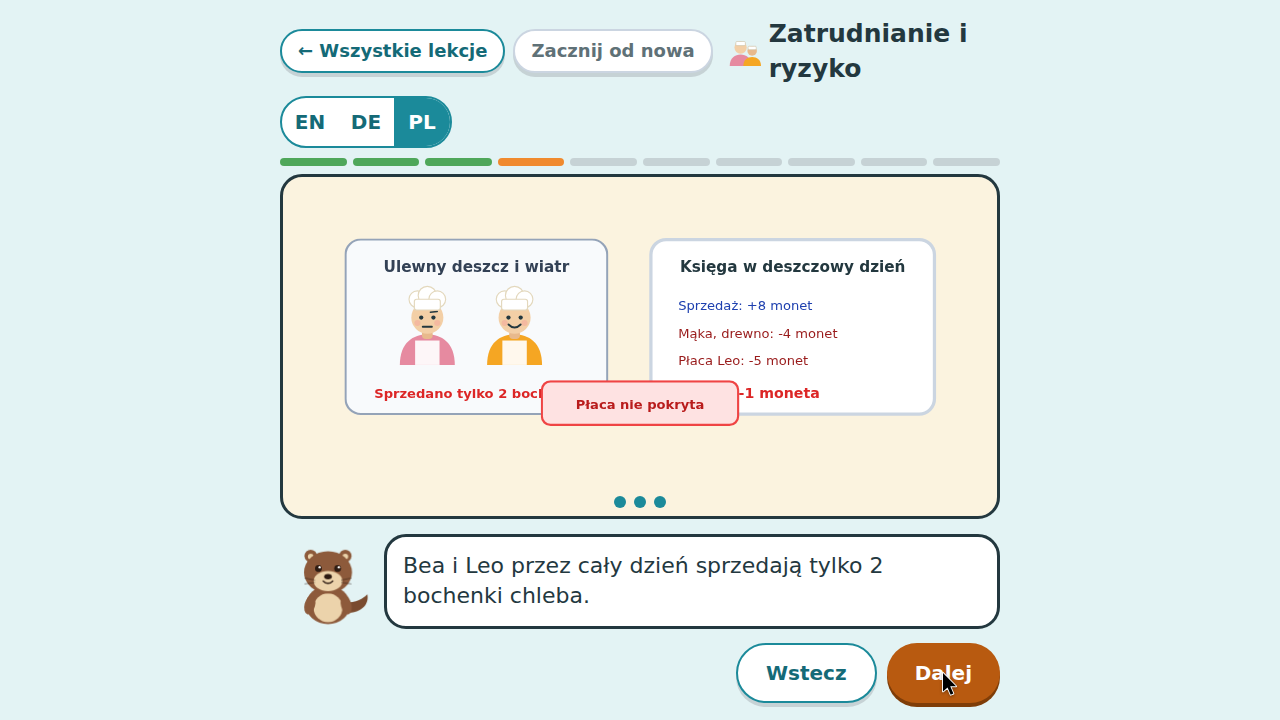 ← Wszystkie lekcje
Zacznij od nowa
Zatrudnianie i
ryzyko
EN DE PL
Ulewny deszcz i wiatr
Sprzedano tylko 2
Księga w deszczowy dzień
Sprzedaż: +8 monet
Mąka, drewno: -4 monet
Płaca Leo: -5 monet
-1 moneta
Płaca nie pokryta
Bea i Leo przez cały dzień sprzedają tylko 2
bochenki chleba.
Wstecz
Dalej